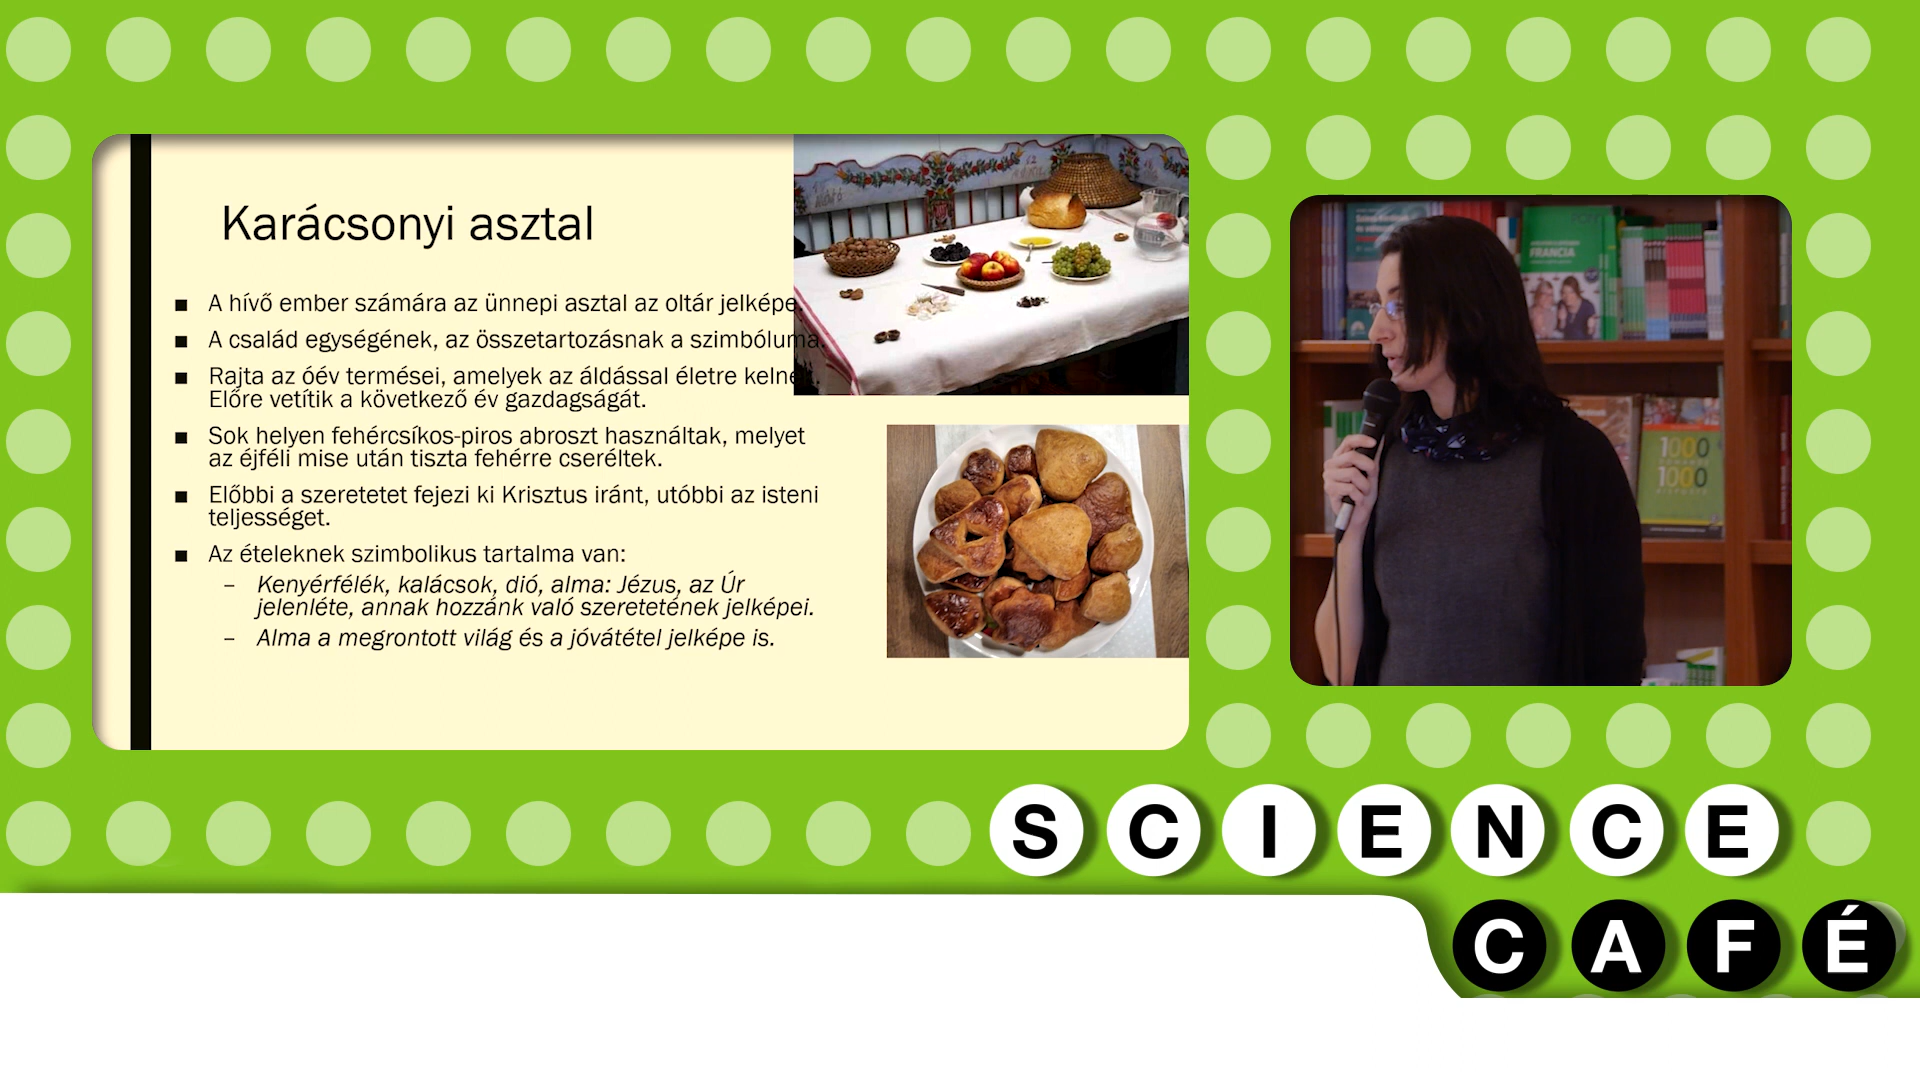 Karácsonyi asztal
■ A hívő ember számára az ünnepi asztal az oltár jelképe.
■ A család egységének, az összetartozásnak a szimbóluma.
■ Rajta az óév termései, amelyek az áldással életre kelnek.
Előre vetítik a következő év gazdagságát.
■ Sok helyen fehércsíkos-piros abroszt használtak, melyet
az éjféli mise után tiszta fehérre cseréltek.
■ Előbbi a szeretetet fejezi ki Krisztus iránt, utóbbi az isteni
teljességet.
■ Az ételeknek szimbolikus tartalma van:
– Kenyérfélék, kalácsok, dió, alma: Jézus, az Úr
jelenléte, annak hozzánk való szeretetének jelképei.
– Alma a megrontott világ és a jóvátétel jelképe is.
FRANCIA
1000
1000
SCIENCE
CAFÉ